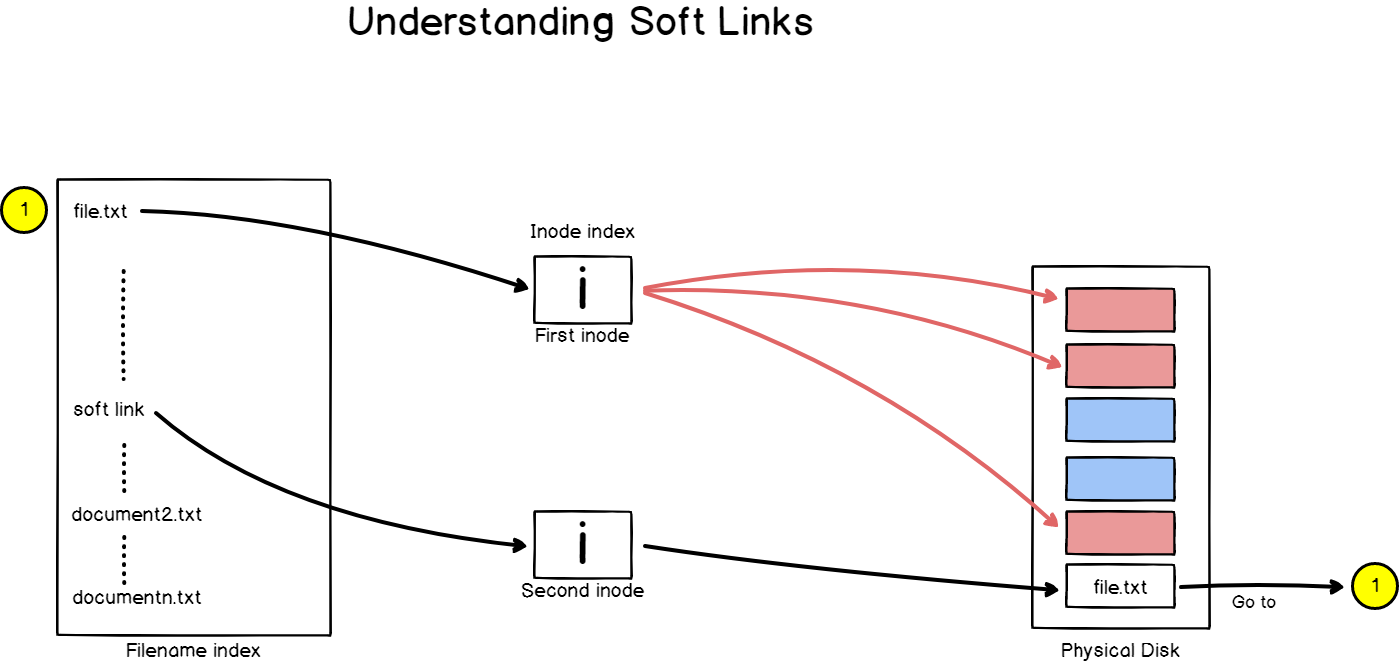 Understanding Soft Links
1
file.txt
soft link
document2.txt
documentn.txt
Filename index
Inode index
i
First inode
i
Second inode
file.txt
Physical Disk
Go to
1